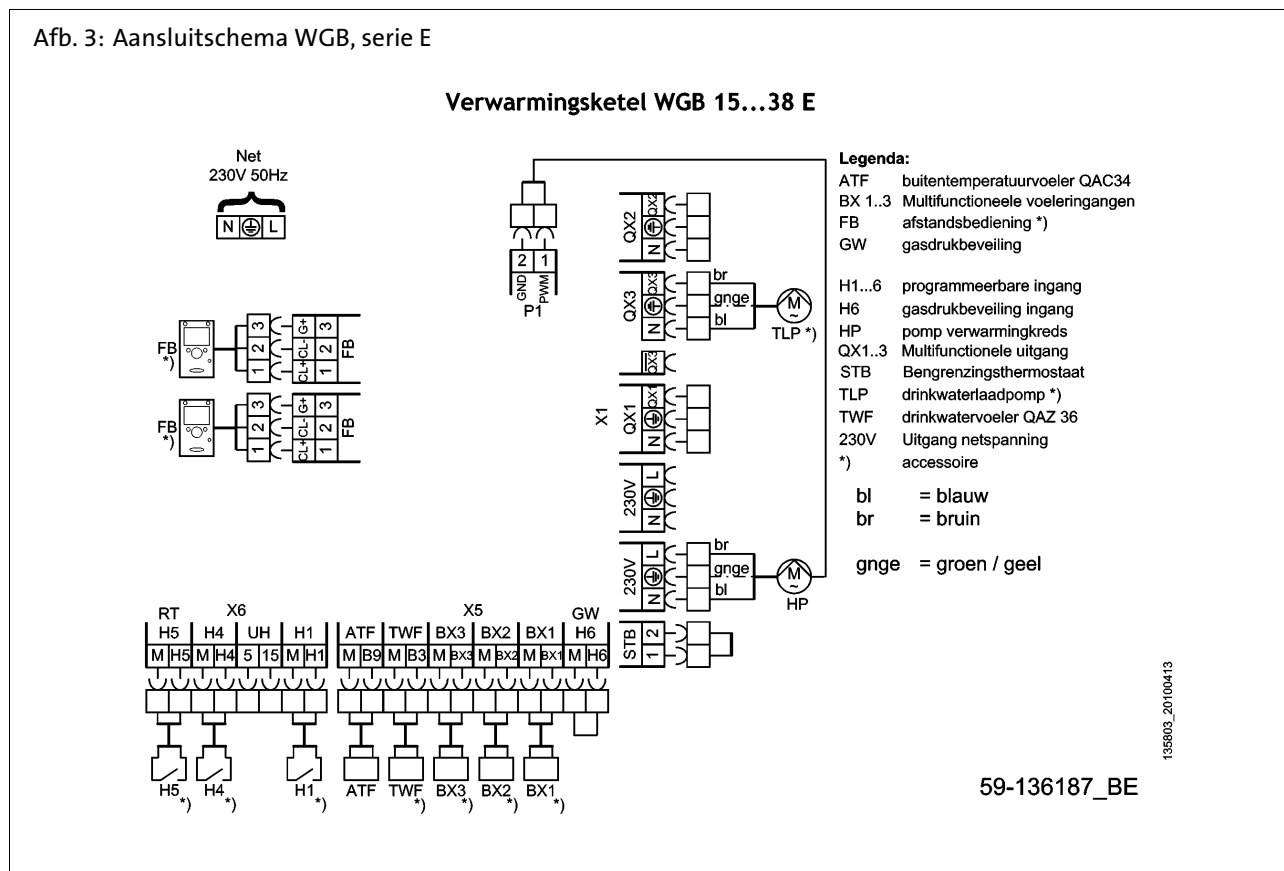 Afb. 3: Aansluitschema WGB, serie E
Verwarmingsketel WGB 15...38 E
Net
230V 50Hz
N L
2 1
GND PWM
P1
FB
*)
3 2 1
G+ CL- CL+
3 2 1
FB
FB
*)
3 2 1
G+ CL- CL+
3 2 1
FB
X1
QX2
QX2
N
QX3
QX3
N
br
gnge
bl
M
~
TLP *)
QX3
QX1
QX1
N
230V
L
N
230V
L
N
br
gnge
bl
M
~
HP
STB
2
1
RT X6 X5 GW
H5 H4 UH H1 ATF TWF BX3 BX2 BX1 H6
M H5 M H4 5 15 M H1 M B9 M B3 M BX3 M BX2 M BX1 M H6
H5 *) H4 *) H1 *) ATF TWF *) BX3 *) BX2 *) BX1 *)
Legenda:
ATF buitentemperatuurvoeler QAC34
BX 1..3 Multifunctioneele voeleringangen
FB afstandsbediening *)
GW gasdrukbeveiling
H1...6 programmeerbare ingang
H6 gasdrukbeveiling ingang
HP pomp verwarmingkreds
QX1..3 Multifunctionele uitgang
STB Bengrenzingsthermostaat
TLP drinkwaterlaadpomp *)
TWF drinkwatervoeler QAZ 36
230V Uitgang netspanning
*) accessoire
bl = blauw
br = bruin
gnge = groen / geel
135803_20100413
59-136187_BE